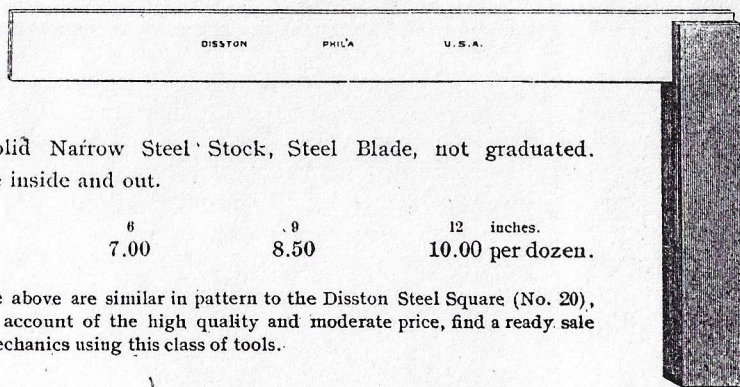 DISSTON PHIL'A U.S.A.
olid Narrow Steel Stock, Steel Blade, not graduated.
inside and out.
6 9 12 inches.
7.00 8.50 10.00 per dozen.
above are similar in pattern to the Disston Steel Square (No. 20),
account of the high quality and moderate price, find a ready sale
echanics using this class of tools.